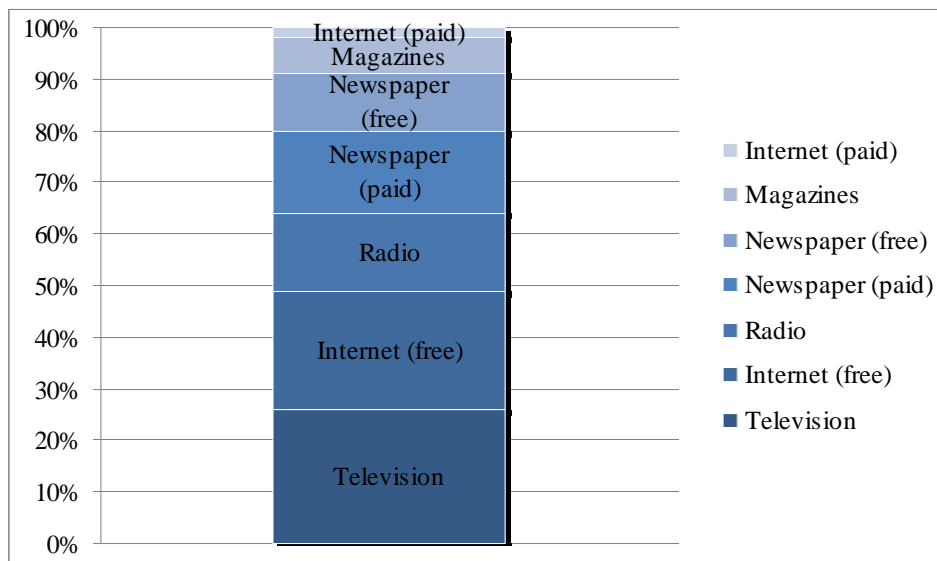 100%
90%
80%
70%
60%
50%
40%
30%
20%
10%
0%
Internet (paid)
Magazines
Newspaper
(free)
Newspaper
(paid)
Radio
Internet (free)
Television
Internet (paid)
Magazines
Newspaper (free)
Newspaper (paid)
Radio
Internet (free)
Television